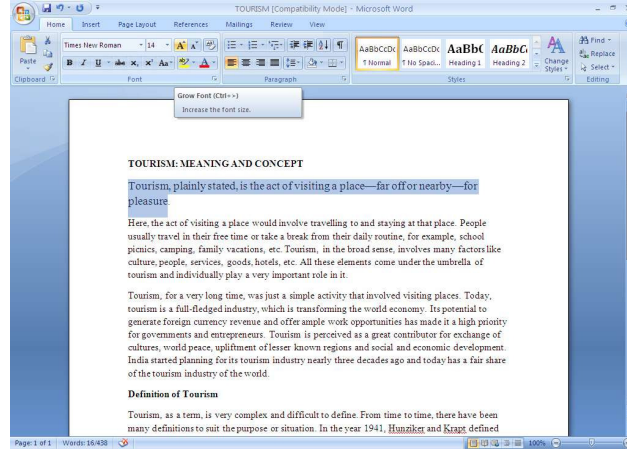 TOURISM [Compatibility Mode] - Microsoft Word
Home Insert Page Layout References Mailings Review View
Times New Roman 14
Paste
B I U abc x₂ x² Aa A
AaBbCcDc AaBbCcDc AaBbC AaBbCc
¶ Normal ¶ No Spaci... Heading 1 Heading 2
Change Styles
Find
Replace
Select
Clipboard Font Paragraph Styles Editing
Grow Font (Ctrl+>)
Increase the font size.
TOURISM: MEANING AND CONCEPT
Tourism, plainly stated, is the act of visiting a place—far off or nearby—for
pleasure.
Here, the act of visiting a place would involve travelling to and staying at that place. People
usually travel in their free time or take a break from their daily routine, for example, school
picnics, camping, family vacations, etc. Tourism, in the broad sense, involves many factors like
culture, people, services, goods, hotels, etc. All these elements come under the umbrella of
tourism and individually play a very important role in it.
Tourism, for a very long time, was just a simple activity that involved visiting places. Today,
tourism is a full-fledged industry, which is transforming the world economy. Its potential to
generate foreign currency revenue and offer ample work opportunities has made it a high priority
for governments and entrepreneurs. Tourism is perceived as a great contributor for exchange of
cultures, world peace, upliftment of lesser known regions and social and economic development.
India started planning for its tourism industry nearly three decades ago and today has a fair share
of the tourism industry of the world.
Definition of Tourism
Tourism, as a term, is very complex and difficult to define. From time to time, there have been
many definitions to suit the purpose or situation. In the year 1941, Hunziker and Krapt defined
Page: 1 of 1 Words: 16/438 100%